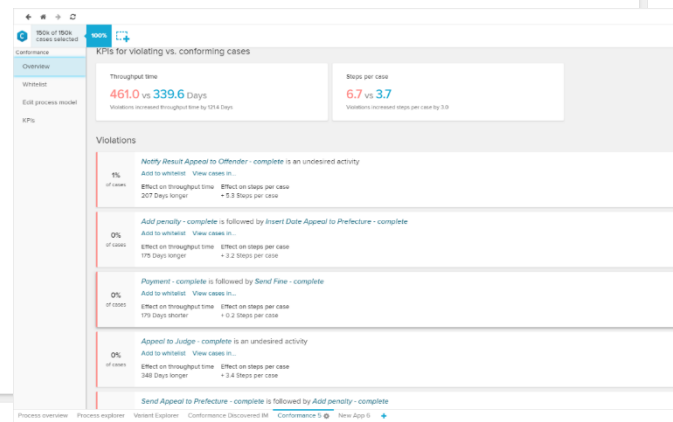 C
150k of 150k
cases selected
100%
Conformance
Overview
Whitelist
Edit process model
KPIs
KPIs for violating vs. conforming cases
Throughput time
461.0 vs 339.6 Days
Violations increased throughput time by 121.4 Days
Steps per case
6.7 vs 3.7
Violations increased steps per case by 3.0
Violations
1%
of cases
Notify Result Appeal to Offender - complete is an undesired activity
Add to whitelist View cases in...
Effect on throughput time Effect on steps per case
207 Days longer + 5.3 Steps per case
0%
of cases
Add penalty - complete is followed by Insert Date Appeal to Prefecture - complete
Add to whitelist View cases in...
Effect on throughput time Effect on steps per case
175 Days longer + 3.2 Steps per case
0%
of cases
Payment - complete is followed by Send Fine - complete
Add to whitelist View cases in...
Effect on throughput time Effect on steps per case
179 Days shorter + 0.2 Steps per case
0%
of cases
Appeal to Judge - complete is an undesired activity
Add to whitelist View cases in...
Effect on throughput time Effect on steps per case
348 Days longer + 3.4 Steps per case
Send Appeal to Prefecture - complete is followed by Add penalty - complete
Process overview Process explorer Variant Explorer Conformance:Discovered IM Conformance 5 New App 6 +